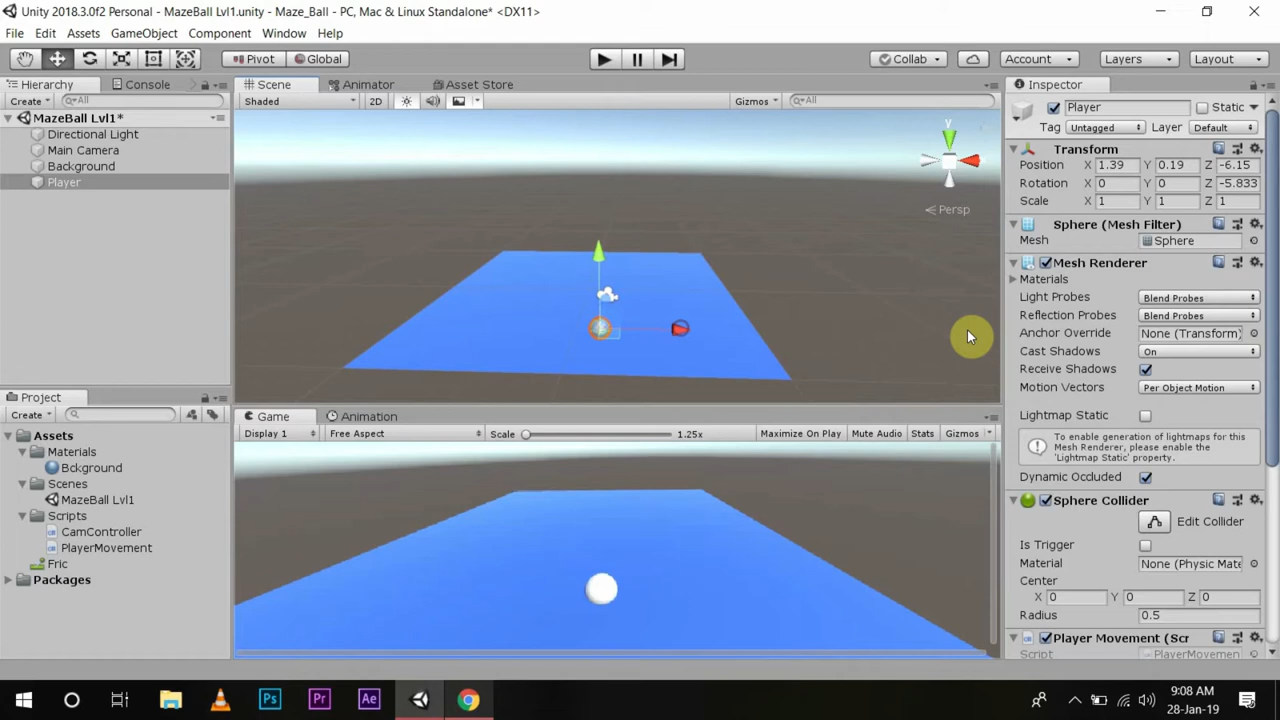 Unity 2018.3.0f2 Personal - MazeBall Lvl1.unity - Maze_Ball - PC, Mac & Linux Standalone* <DX11>
File Edit Assets GameObject Component Window Help
Pivot Global Collab Account Layers Layout
Hierarchy Console
Create All
MazeBall Lvl1*
Directional Light
Main Camera
Background
Player
Scene Animator Asset Store
Shaded 2D Gizmos All
y
Persp
Project
Create
Assets
Materials
Bckground
Scenes
MazeBall Lvl1
Scripts
CamController
PlayerMovement
Fric
Packages
Game Animation
Display 1 Free Aspect Scale 1.25x Maximize On Play Mute Audio Stats Gizmos
Inspector
Player Static
Tag Untagged Layer Default
Transform
Position X 1.39 Y 0.19 Z -6.15
Rotation X 0 Y 0 Z -5.833
Scale X 1 Y 1 Z 1
Sphere (Mesh Filter)
Mesh Sphere
Mesh Renderer
Materials
Light Probes Blend Probes
Reflection Probes Blend Probes
Anchor Override None (Transform)
Cast Shadows On
Receive Shadows
Motion Vectors Per Object Motion
Lightmap Static
To enable generation of lightmaps for this
Mesh Renderer, please enable the
'Lightmap Static' property.
Dynamic Occluded
Sphere Collider
Edit Collider
Is Trigger
Material None (Physic Mate
Center
X 0 Y 0 Z 0
Radius 0.5
Player Movement (Scr
Script PlayerMovemen
Ps Pr Ae
9:08 AM
28-Jan-19